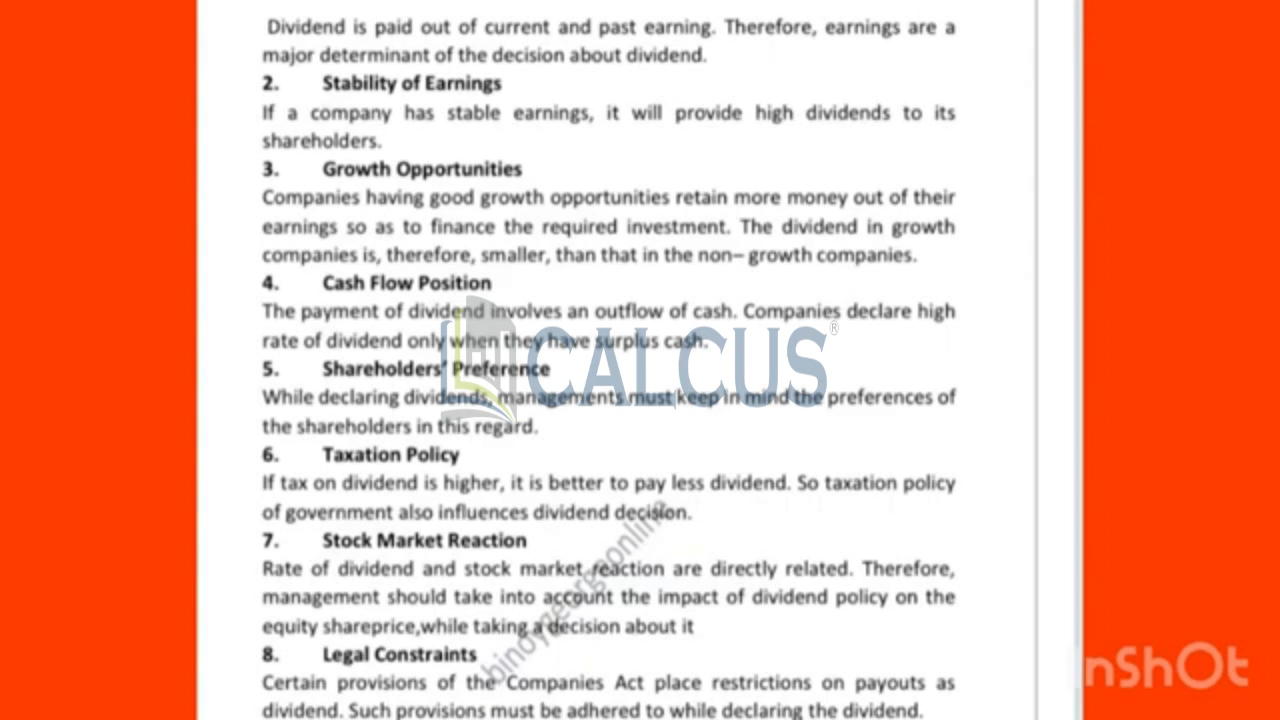 Dividend is paid out of current and past earning. Therefore, earnings are a
major determinant of the decision about dividend.
2. Stability of Earnings
If a company has stable earnings, it will provide high dividends to its
shareholders.
3. Growth Opportunities
Companies having good growth opportunities retain more money out of their
earnings so as to finance the required investment. The dividend in growth
companies is, therefore, smaller, than that in the non– growth companies.
4. Cash Flow Position
The payment of dividend involves an outflow of cash. Companies declare high
rate of dividend only when they have surplus cash.
CALCUS®
5. Shareholders' Preference
While declaring dividends, managements must keep in mind the preferences of
the shareholders in this regard.
6. Taxation Policy
If tax on dividend is higher, it is better to pay less dividend. So taxation policy
of government also influences dividend decision.
7. Stock Market Reaction
Rate of dividend and stock market reaction are directly related. Therefore,
management should take into account the impact of dividend policy on the
equity shareprice,while taking a decision about it
binoygeorgeonline
8. Legal Constraints
Certain provisions of the Companies Act place restrictions on payouts as
dividend. Such provisions must be adhered to while declaring the dividend.
InShOt